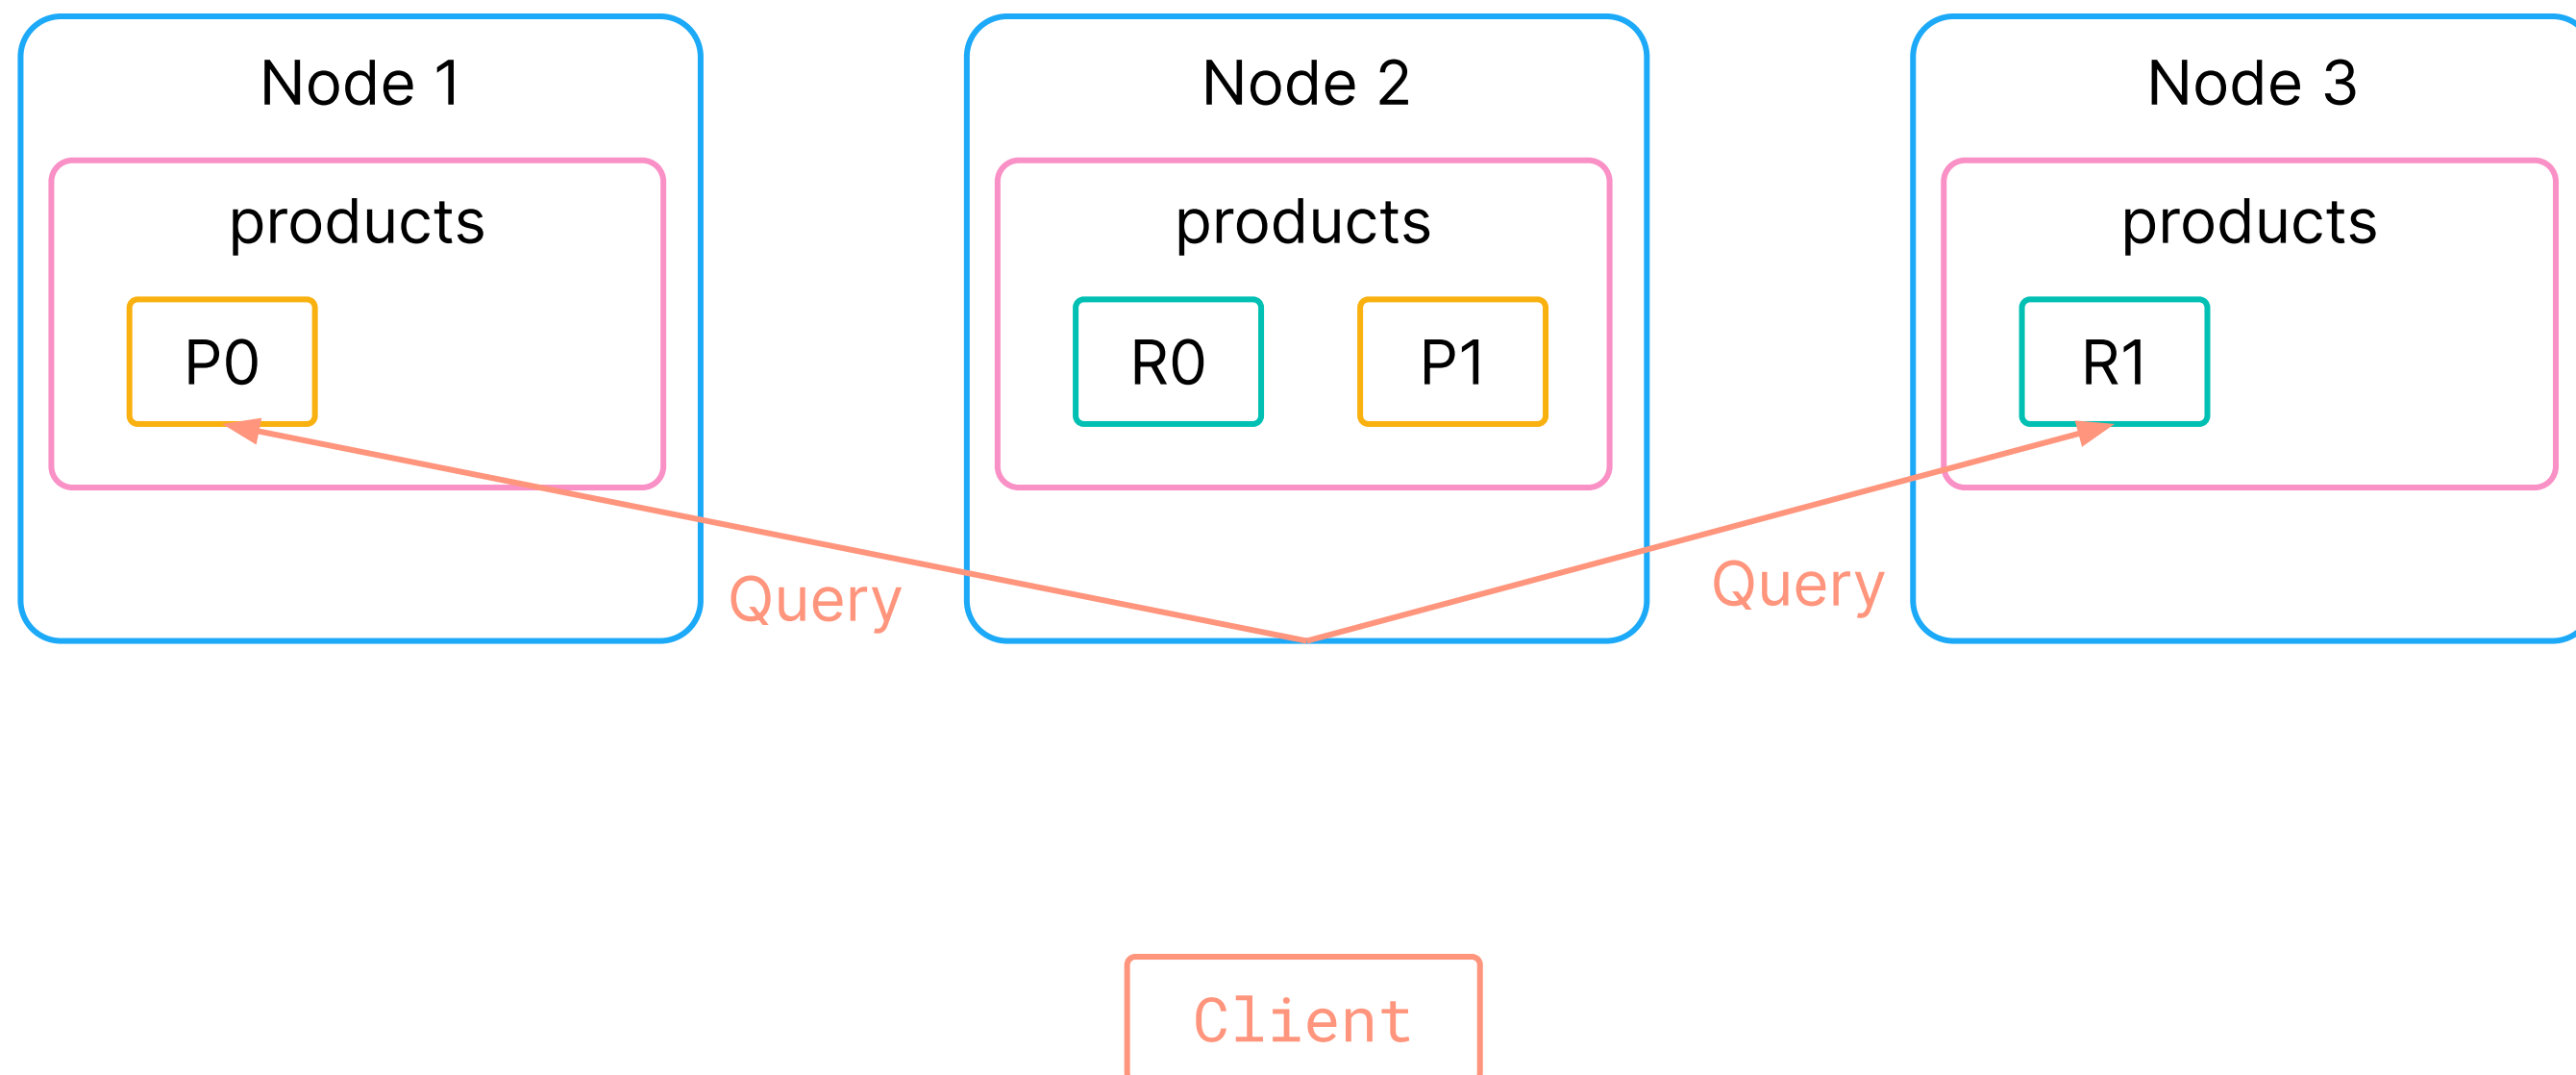 Node 1
Node 2
Node 3
products
products
products
P0
R0
P1
R1
Query
Query
Client